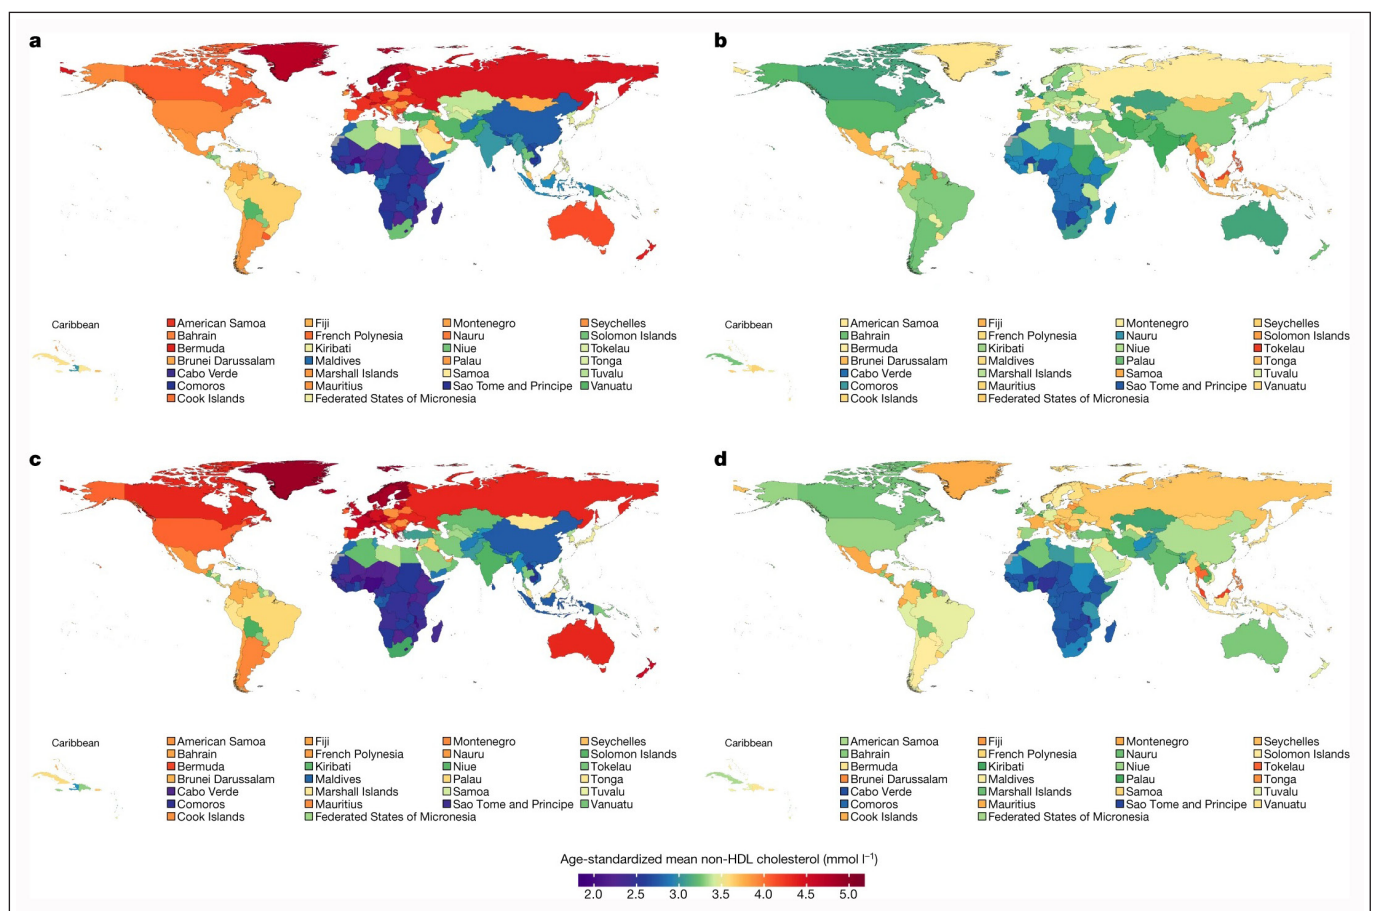 a
b
Caribbean
American Samoa Fiji Montenegro Seychelles
Bahrain French Polynesia Nauru Solomon Islands
Bermuda Kiribati Niue Tokelau
Brunei Darussalam Maldives Palau Tonga
Cabo Verde Marshall Islands Samoa Tuvalu
Comoros Mauritius Sao Tome and Principe Vanuatu
Cook Islands Federated States of Micronesia
American Samoa Fiji Montenegro Seychelles
Bahrain French Polynesia Nauru Solomon Islands
Bermuda Kiribati Niue Tokelau
Brunei Darussalam Maldives Palau Tonga
Cabo Verde Marshall Islands Samoa Tuvalu
Comoros Mauritius Sao Tome and Principe Vanuatu
Cook Islands Federated States of Micronesia
c
d
Caribbean
American Samoa Fiji Montenegro Seychelles
Bahrain French Polynesia Nauru Solomon Islands
Bermuda Kiribati Niue Tokelau
Brunei Darussalam Maldives Palau Tonga
Cabo Verde Marshall Islands Samoa Tuvalu
Comoros Mauritius Sao Tome and Principe Vanuatu
Cook Islands Federated States of Micronesia
Caribbean
American Samoa Fiji Montenegro Seychelles
Bahrain French Polynesia Nauru Solomon Islands
Bermuda Kiribati Niue Tokelau
Brunei Darussalam Maldives Palau Tonga
Cabo Verde Marshall Islands Samoa Tuvalu
Comoros Mauritius Sao Tome and Principe Vanuatu
Cook Islands Federated States of Micronesia
Age-standardized mean non-HDL cholesterol (mmol l⁻¹)
2.0 2.5 3.0 3.5 4.0 4.5 5.0